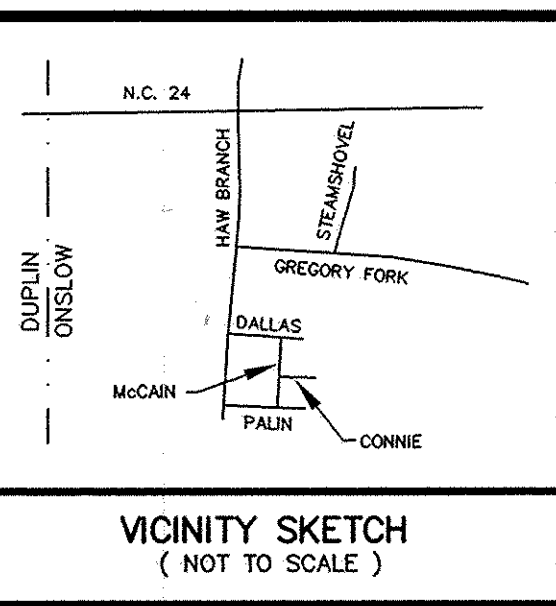 N.C. 24
HAW BRANCH
STEAMSHOVEL
GREGORY FORK
DUPLIN
ONSLOW
DALLAS
McCAIN
PALIN
CONNIE
VICINITY SKETCH
( NOT TO SCALE )